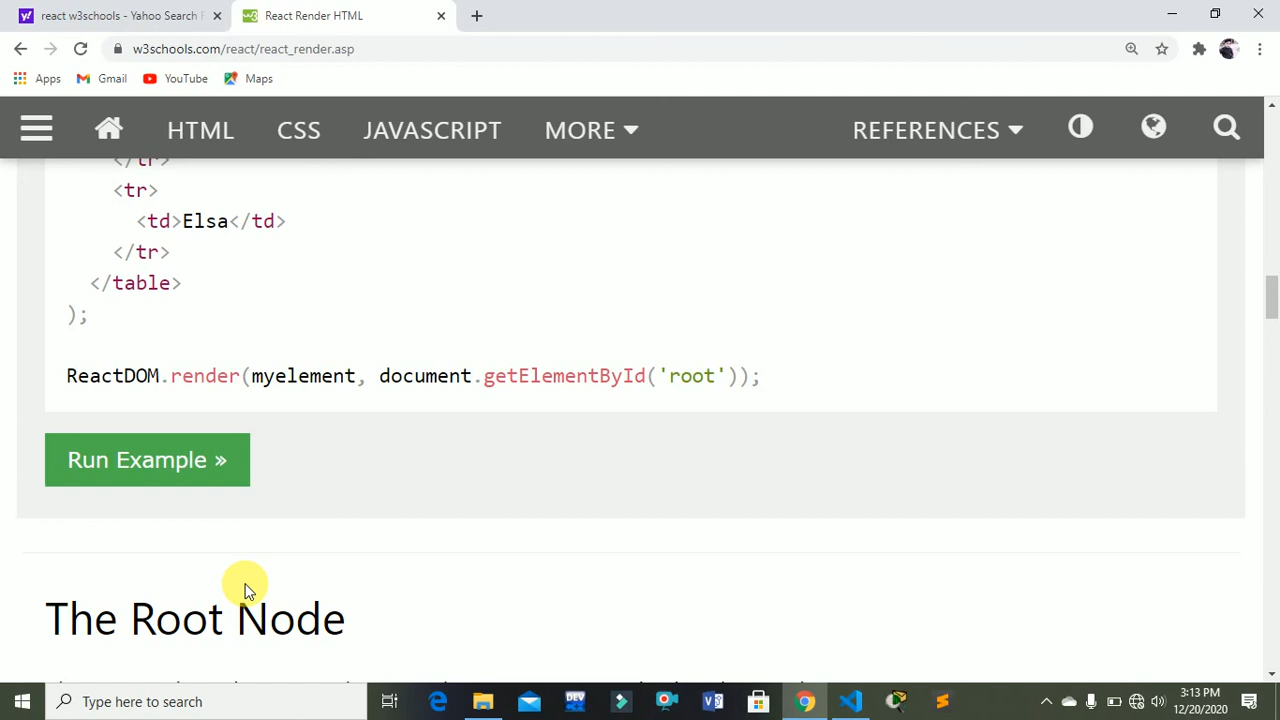 react w3schools - Yahoo Search
React Render HTML
w3schools.com/react/react_render.asp
Apps Gmail YouTube Maps
HTML CSS JAVASCRIPT MORE REFERENCES
</tr>
<tr>
<td>Elsa</td>
</tr>
</table>
);
ReactDOM.render(myelement, document.getElementById('root'));
Run Example »
The Root Node
Type here to search
3:13 PM
12/20/2020